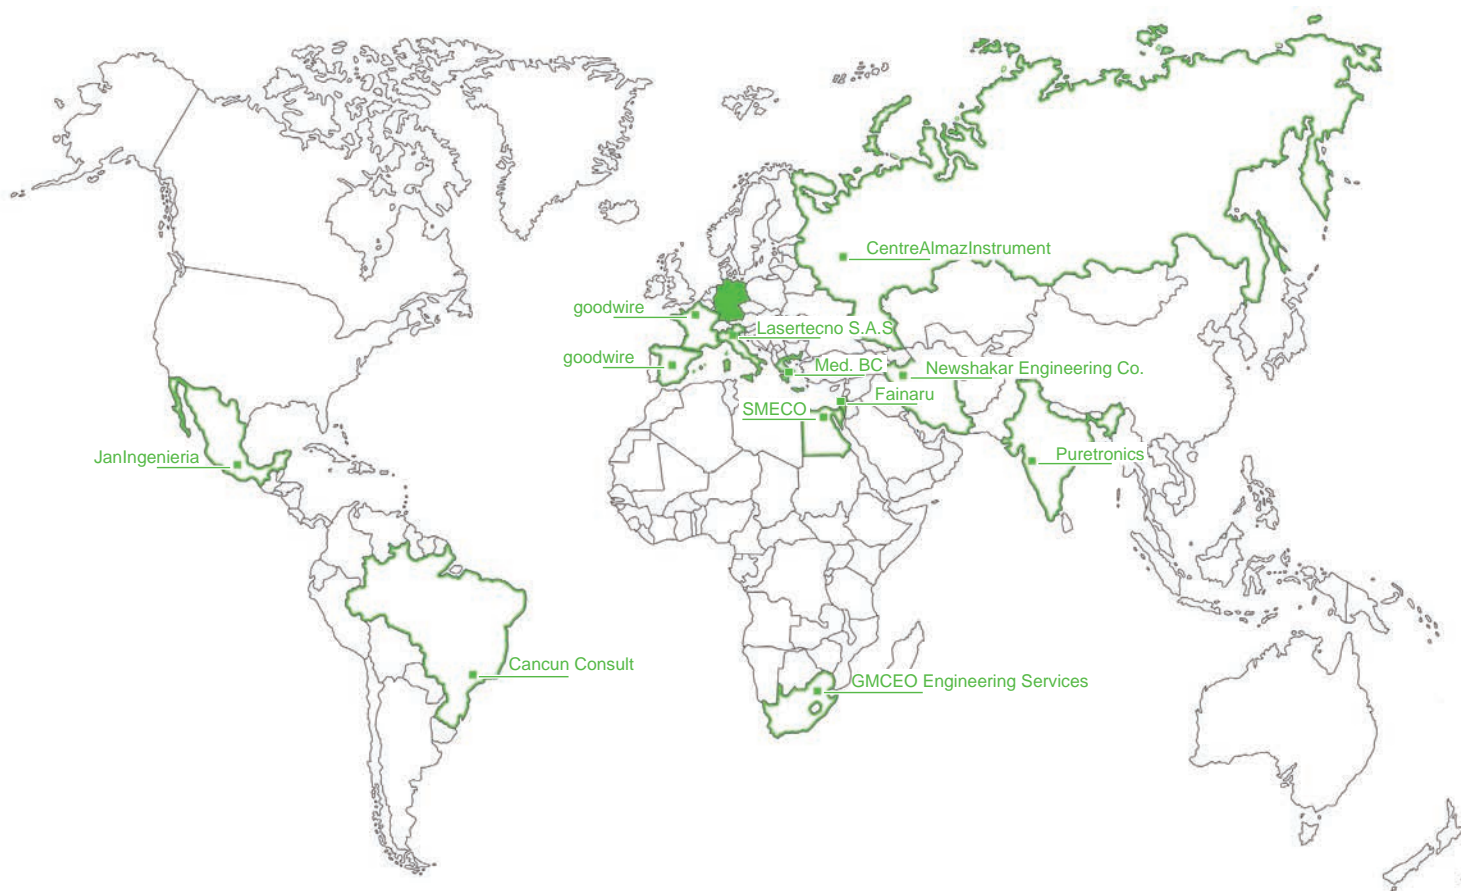 CentreAlmazInstrument
goodwire
Lasertecno S.A.S
goodwire
Med. BC
Newshakar Engineering Co.
Fainaru
SMECO
JanIngenieria
Puretronics
Cancun Consult
GMCEO Engineering Services